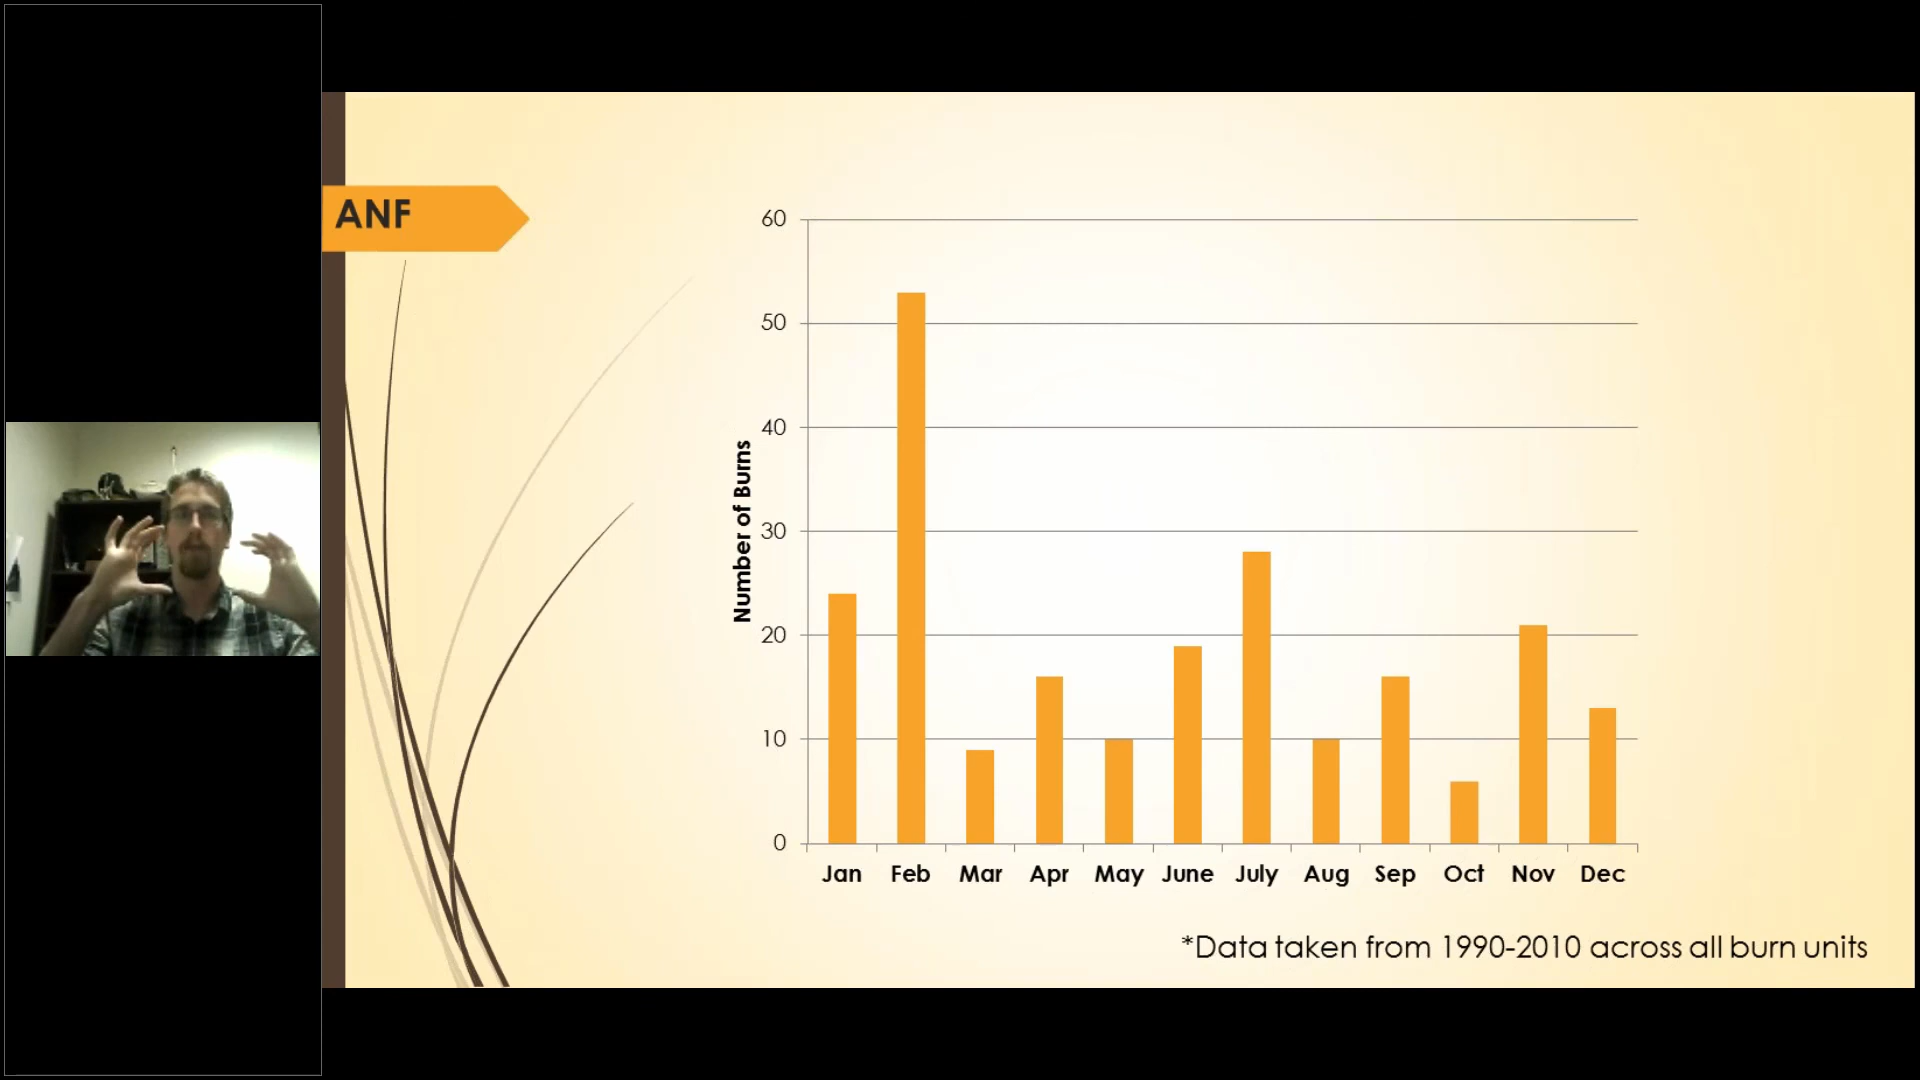 ANF
60
50
40
30
20
10
0
Number of Burns
Jan Feb Mar Apr May June July Aug Sep Oct Nov Dec
*Data taken from 1990-2010 across all burn units